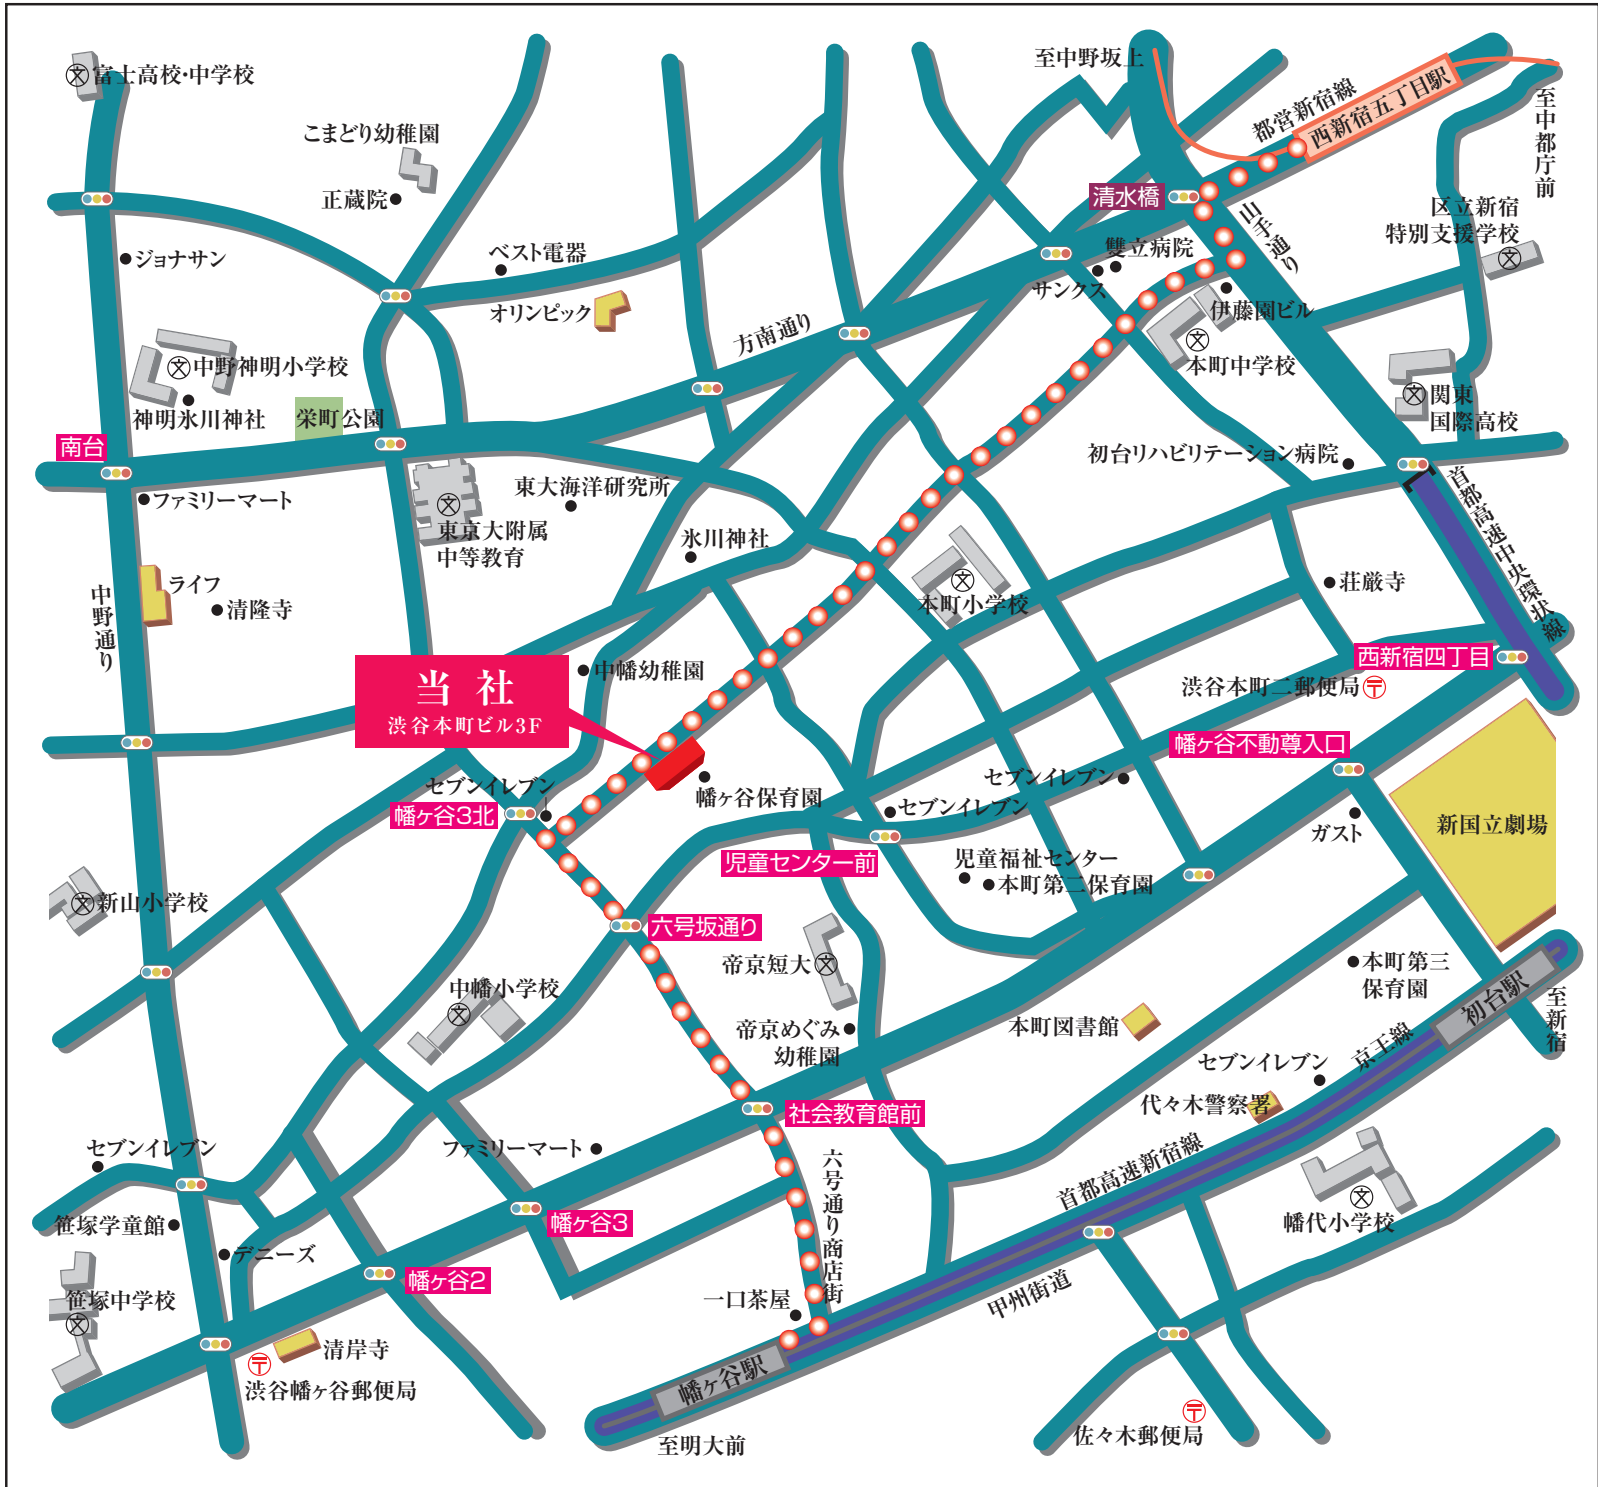 富士高校・中学校
こまどり幼稚園
正蔵院
ジョナサン
ベスト電器
オリンピック
至中野坂上
都営新宿線
西新宿五丁目駅
至中都庁前
清水橋
山手通り
雙立病院
サンクス
区立新宿
特別支援学校
伊藤園ビル
本町中学校
方南通り
関東
国際高校
中野神明小学校
神明氷川神社
栄町公園
南台
ファミリーマート
東京大附属
中等教育
東大海洋研究所
氷川神社
初台リハビリテーション病院
首都高速中央環状線
本町小学校
荘厳寺
ライフ
清隆寺
中野通り
中幡幼稚園
当社
渋谷本町ビル3F
西新宿四丁目
渋谷本町二郵便局
幡ヶ谷不動尊入口
セブンイレブン
幡ヶ谷3北
幡ヶ谷保育園
セブンイレブン
セブンイレブン
ガスト
新国立劇場
児童センター前
児童福祉センター
本町第二保育園
新山小学校
六号坂通り
帝京短大
本町第三
保育園
初台駅
至新宿
中幡小学校
帝京めぐみ
幼稚園
本町図書館
京王線
セブンイレブン
代々木警察署
社会教育館前
ファミリーマート
セブンイレブン
笹塚学童館
デニーズ
幡ヶ谷3
幡ヶ谷2
六号通り商店街
首都高速新宿線
幡代小学校
笹塚中学校
一口茶屋
甲州街道
清岸寺
渋谷幡ヶ谷郵便局
幡ヶ谷駅
至明大前
佐々木郵便局
文
文
文
文
文
文
文
文
文
文
文
文
〒
〒
〒